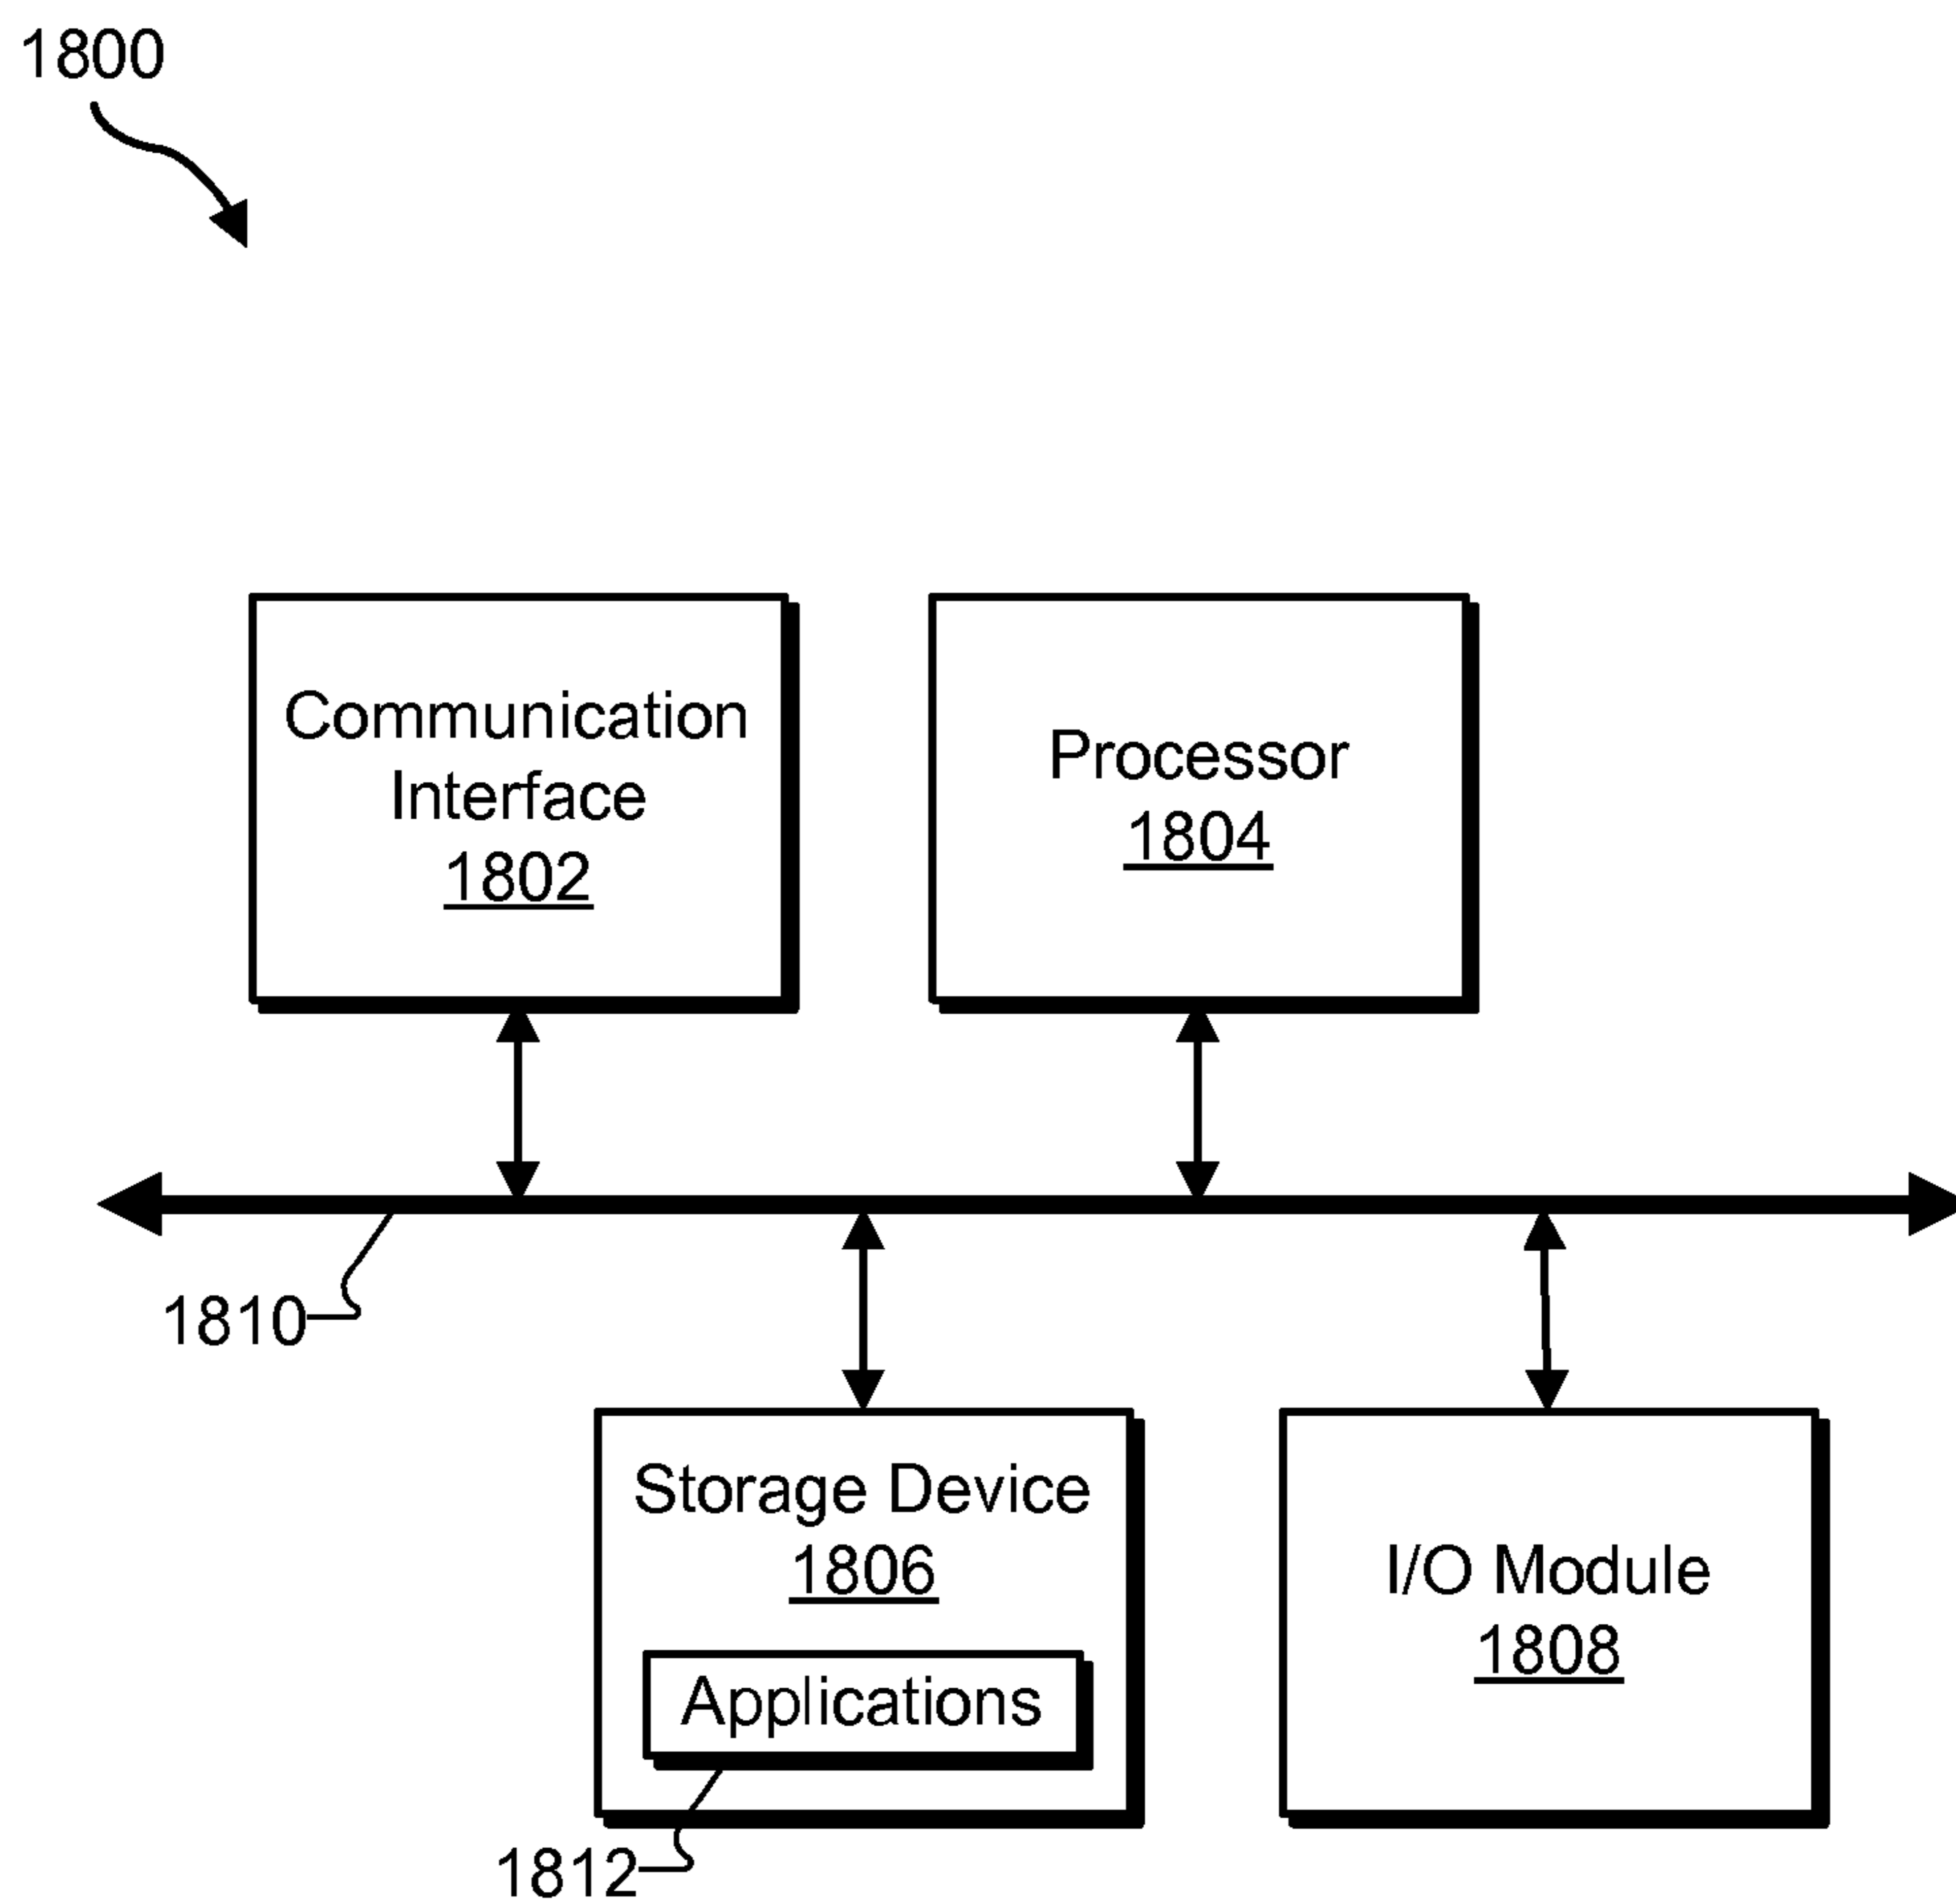 1800
Communication
Interface
1802
Processor
1804
1810
Storage Device
1806
Applications
1812
I/O Module
1808